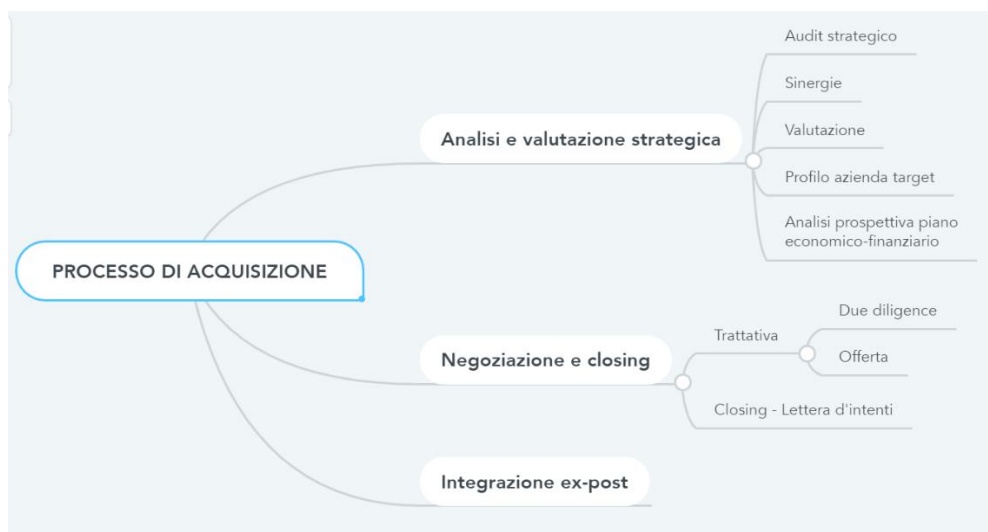 PROCESSO DI ACQUISIZIONE
Analisi e valutazione strategica
Audit strategico
Sinergie
Valutazione
Profilo azienda target
Analisi prospettiva piano
economico-finanziario
Negoziazione e closing
Trattativa
Due diligence
Offerta
Closing - Lettera d'intenti
Integrazione ex-post